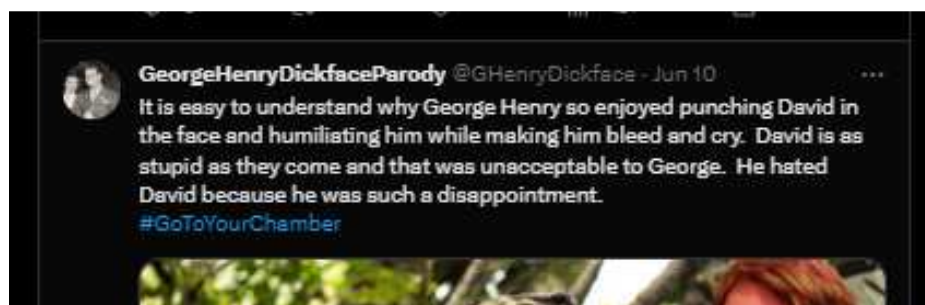 GeorgeHenryDickfaceParody @GHenryDickface · Jun 10
It is easy to understand why George Henry so enjoyed punching David in
the face and humiliating him while making him bleed and cry.  David is as
stupid as they come and that was unacceptable to George.  He hated
David because he was such a disappointment.
#GoToYourChamber